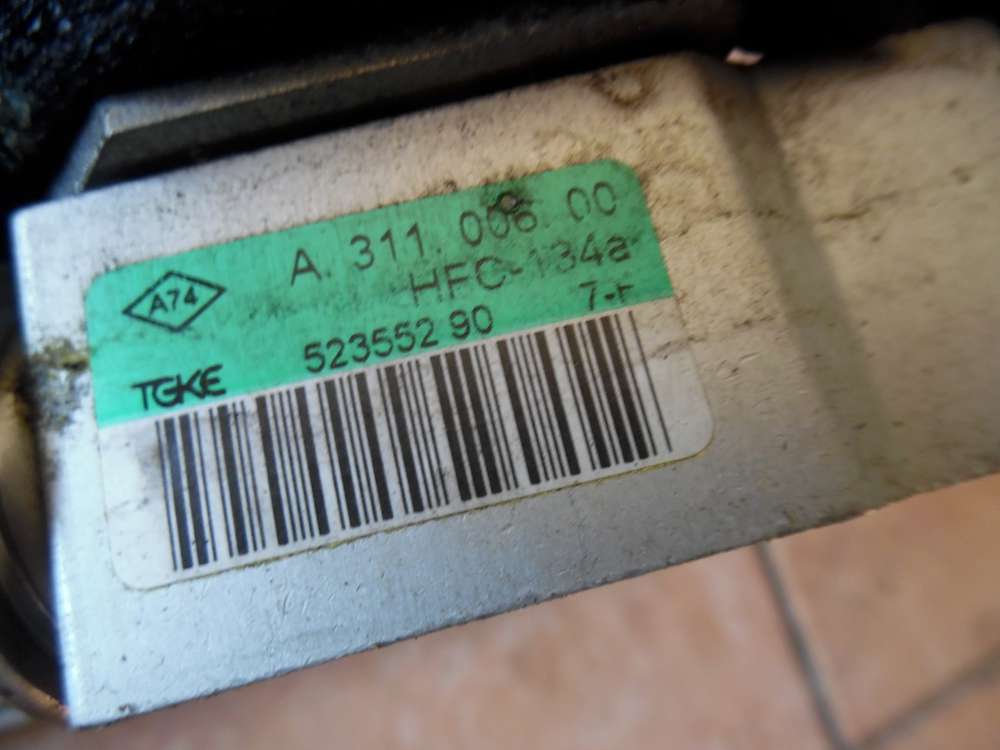 A. 311. 006. 00
HFC-134a
A74
7-r
523552 90
TGKE